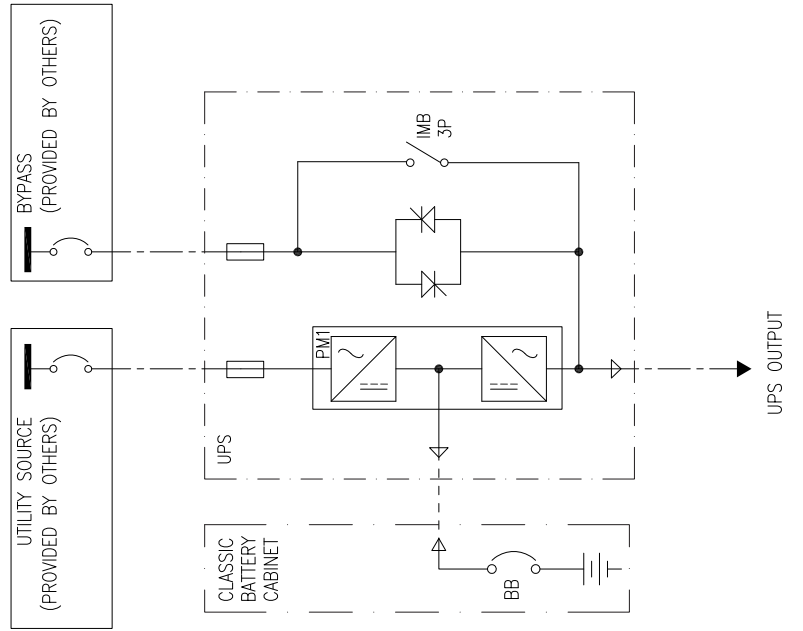 UTILITY SOURCE
(PROVIDED BY OTHERS)
BYPASS
(PROVIDED BY OTHERS)
UPS
PM1
IMB
3P
CLASSIC
BATTERY
CABINET
BB
UPS OUTPUT